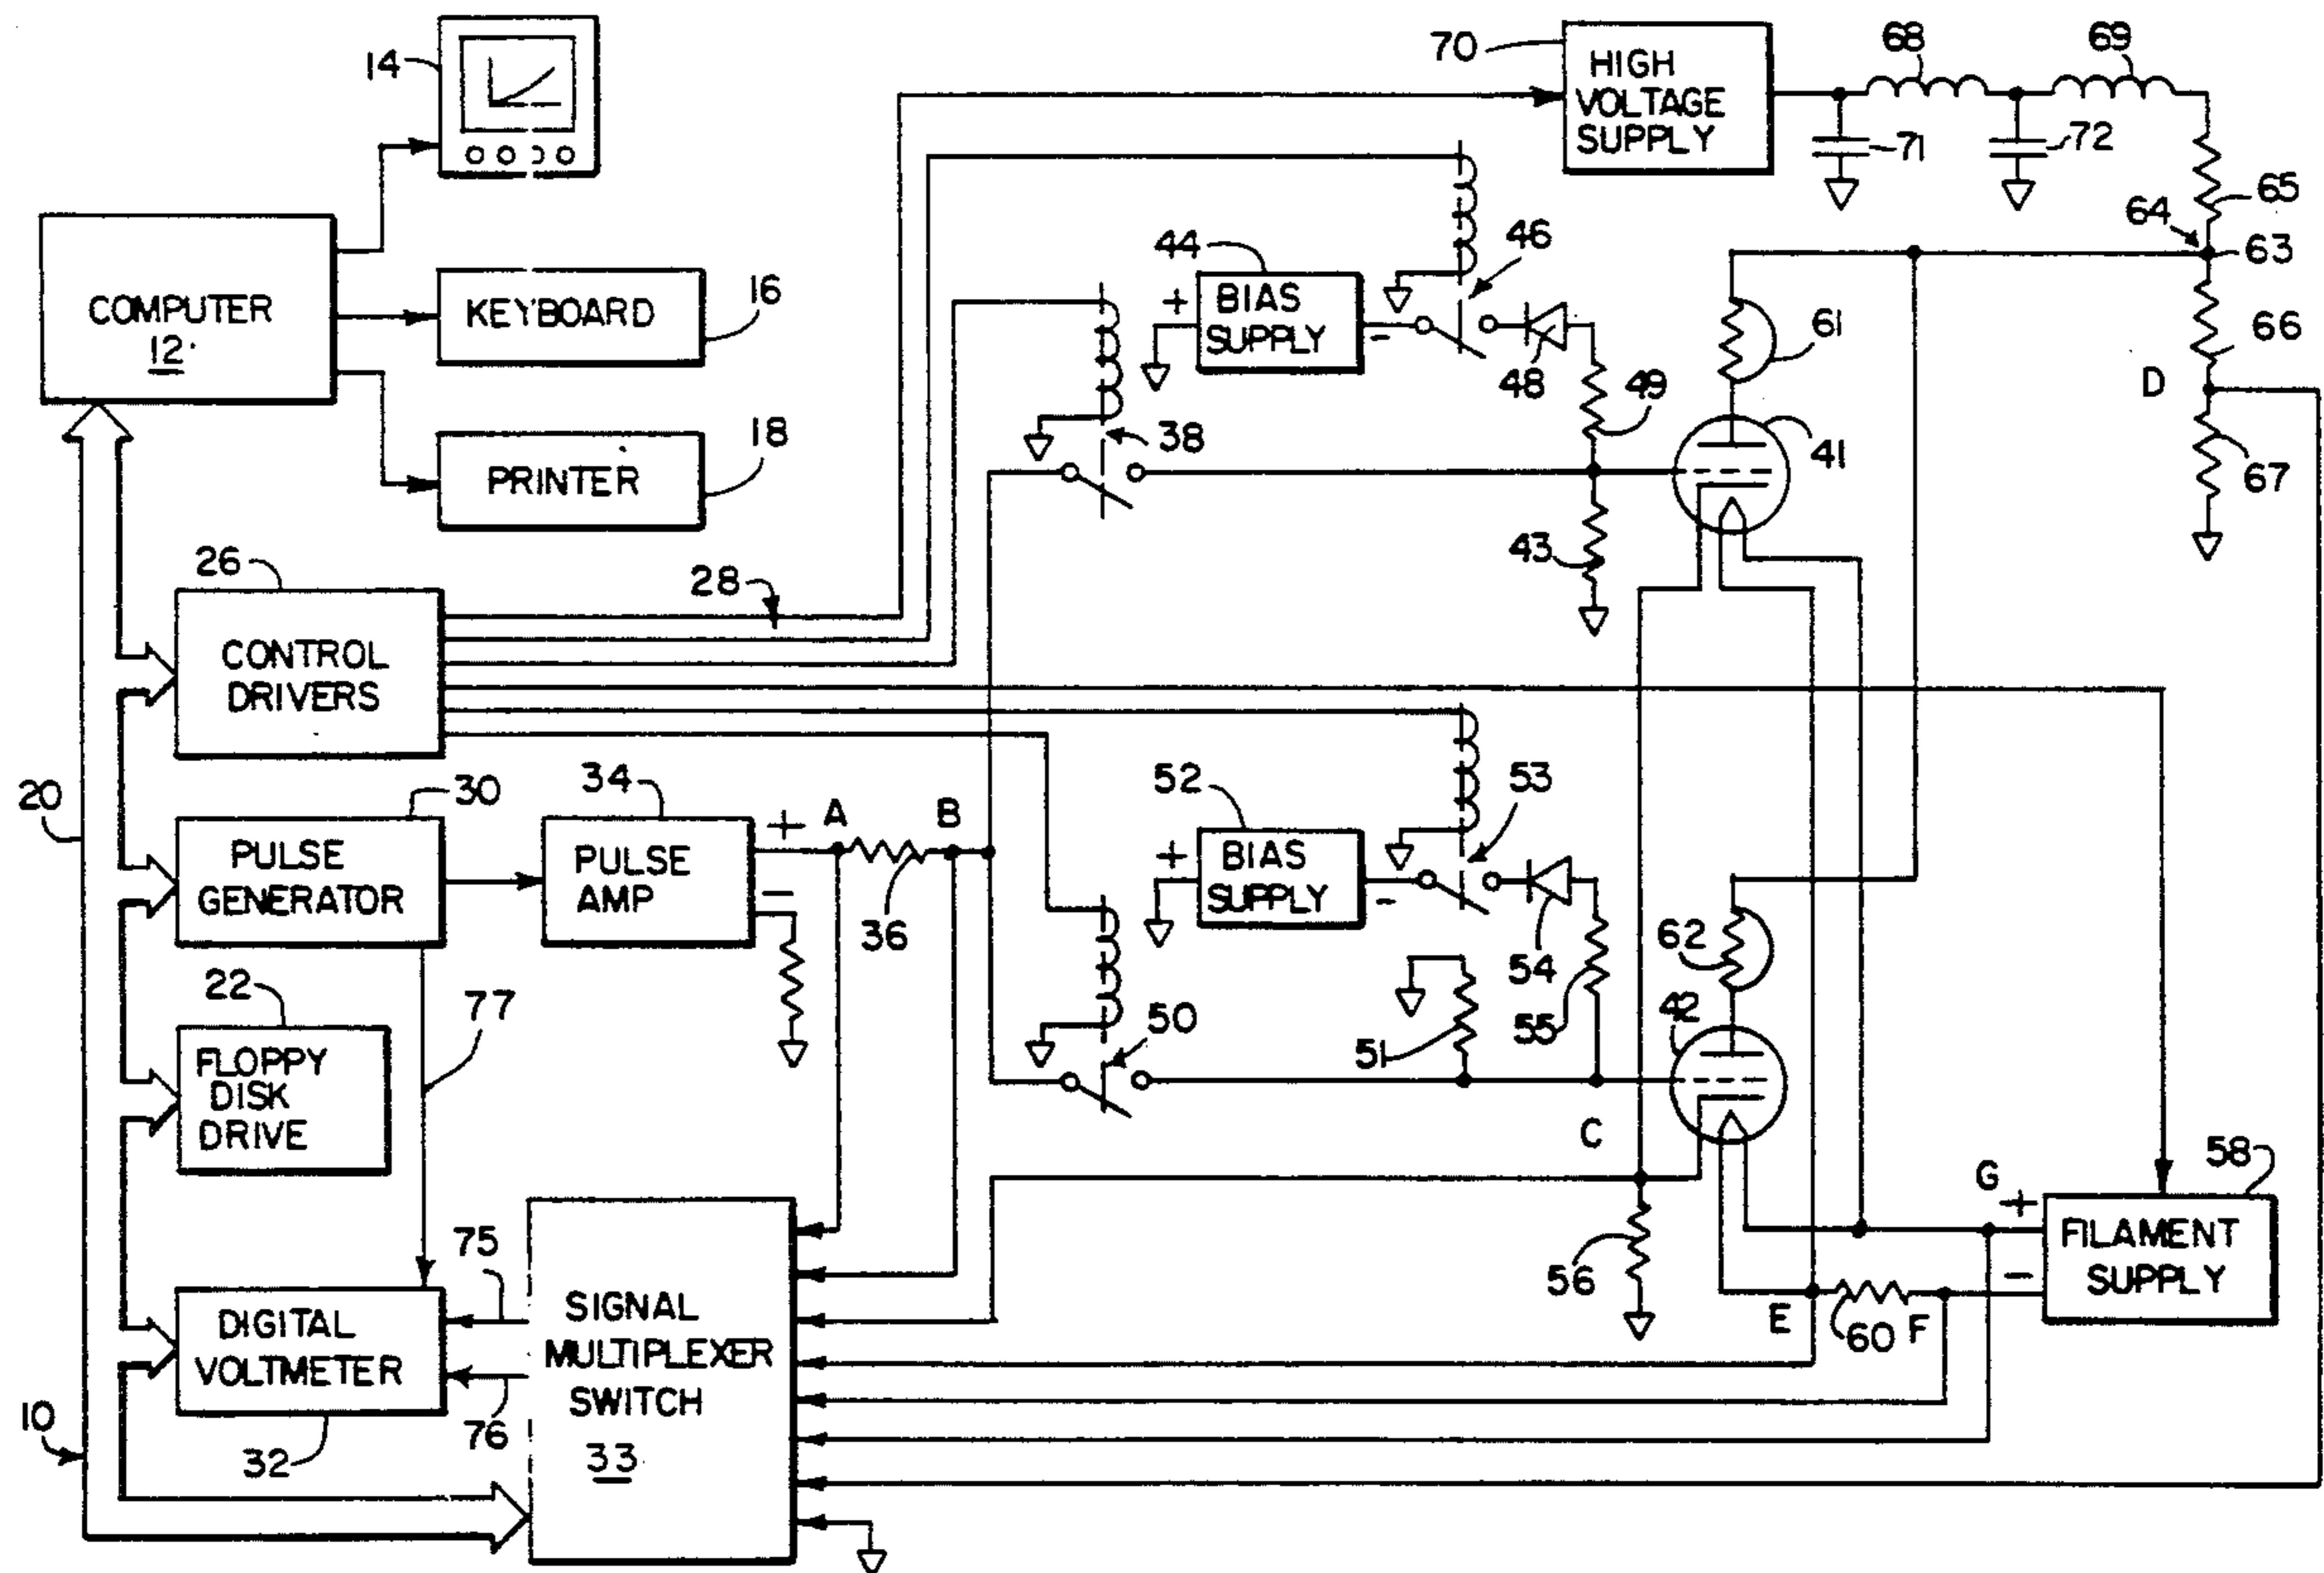 70
HIGH
VOLTAGE
SUPPLY
68
69
14
71
72
65
64
63
44
46
BIAS
SUPPLY
+
-
61
66
COMPUTER
12
KEYBOARD
16
48
49
D
38
41
67
PRINTER
18
43
26
28
CONTROL
DRIVERS
20
30
34
A
B
52
53
+
-
BIAS
SUPPLY
+
-
PULSE
GENERATOR
PULSE
AMP
36
62
54
22
77
50
51
55
42
FLOPPY
DISK
DRIVE
C
58
G
+
-
FILAMENT
SUPPLY
75
56
E
60
F
DIGITAL
VOLTMETER
SIGNAL
MULTIPLEXER
SWITCH
33
76
10
32